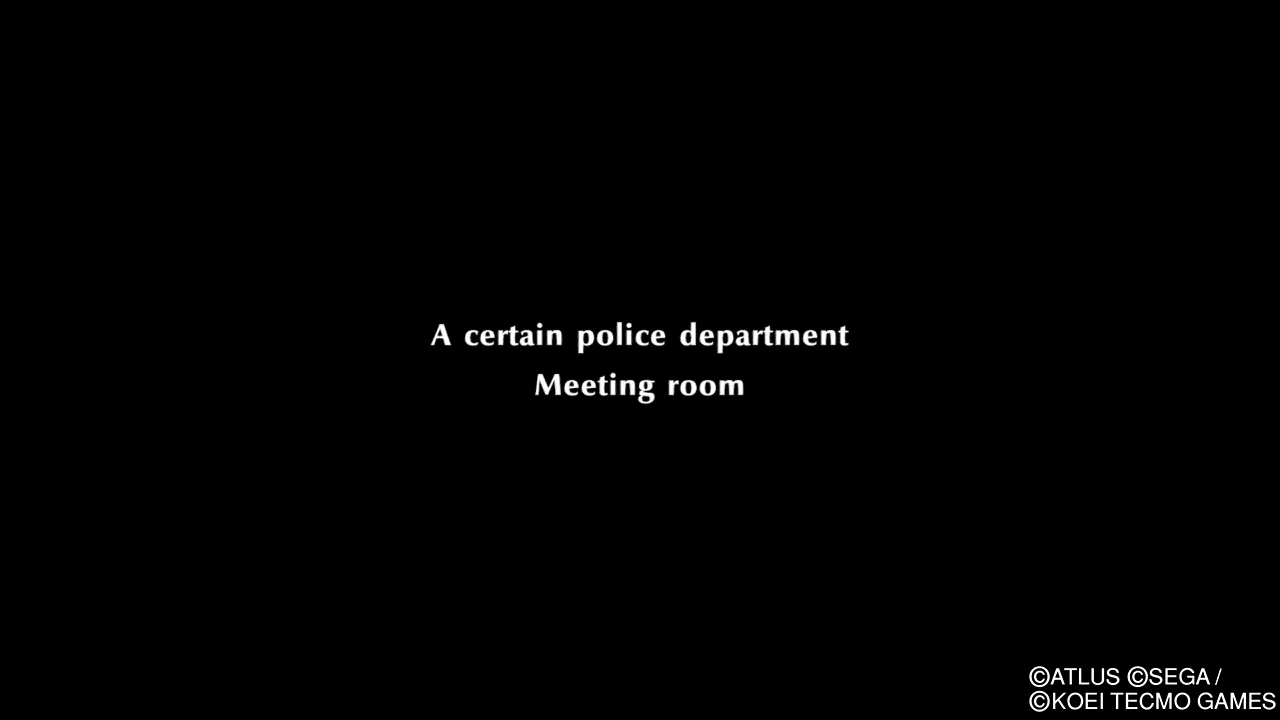 A certain police department
Meeting room
©ATLUS ©SEGA /
©KOEI TECMO GAMES